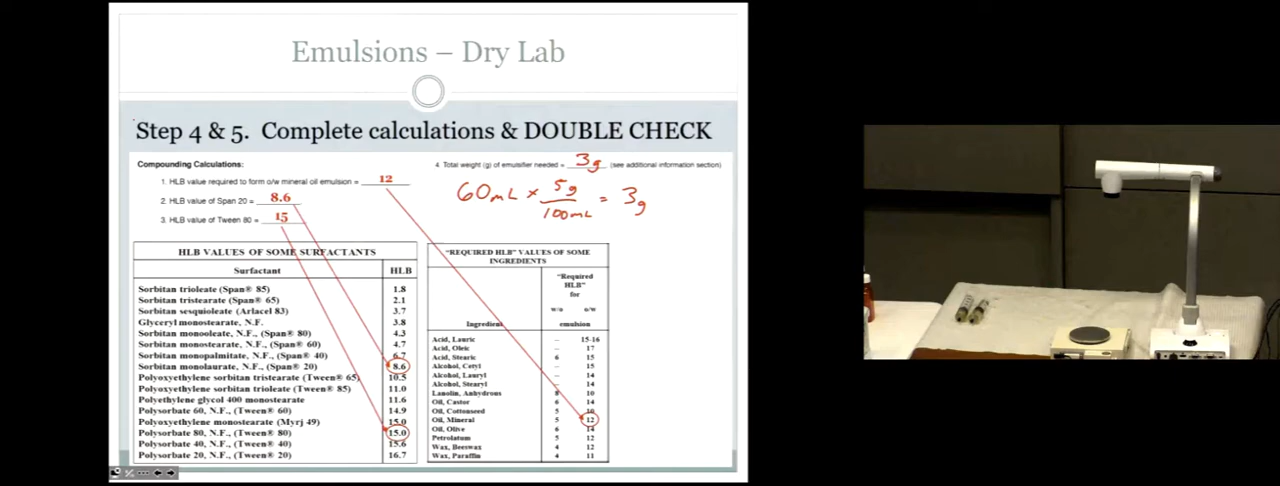 Emulsions – Dry Lab
Step 4 & 5. Complete calculations & DOUBLE CHECK
Compounding Calculations:
1. HLB value required to form o/w mineral oil emulsion = 12
2. HLB value of Span 20 = 8.6
3. HLB value of Tween 80 = 15
4. Total weight (g) of emulsifier needed = 3g (see additional information section)
60mL × 5g / 100mL = 3g
HLB VALUES OF SOME SURFACTANTS
Surfactant HLB
Sorbitan trioleate (Span® 85) 1.8
Sorbitan tristearate (Span® 65) 2.1
Sorbitan sesquioleate (Arlacel 83) 3.7
Glyceryl monostearate, N.F. 3.8
Sorbitan monooleate, N.F. (Span® 80) 4.3
Sorbitan monostearate, N.F. (Span® 60) 4.7
Sorbitan monopalmitate, N.F. (Span® 40) 6.7
Sorbitan monolaurate, N.F. (Span® 20) 8.6
Polyoxyethylene sorbitan tristearate (Tween® 65) 10.5
Polyoxyethylene sorbitan trioleate (Tween® 85) 11.0
Polyethylene glycol 400 monostearate 11.6
Polysorbate 60, N.F., (Tween® 60) 14.9
Polyoxyethylene monostearate (Myrj 49) 15.0
Polysorbate 80, N.F., (Tween® 80) 15.0
Polysorbate 40, N.F., (Tween® 40) 15.6
Polysorbate 20, N.F., (Tween® 20) 16.7
"REQUIRED HLB" VALUES OF SOME
INGREDIENTS
"Required
HLB"
for
w/o o/w
Ingredient emulsion
Acid, Lauric – 15-16
Acid, Oleic – 17
Acid, Stearic 6 15
Alcohol, Cetyl – 15
Alcohol, Lauryl – 14
Alcohol, Stearyl – 14
Lanolin, Anhydrous 8 10
Oil, Castor 6 14
Oil, Cottonseed 5 10
Oil, Mineral 5 12
Oil, Olive 6 14
Petrolatum 5 12
Wax, Beeswax 4 12
Wax, Paraffin 4 11